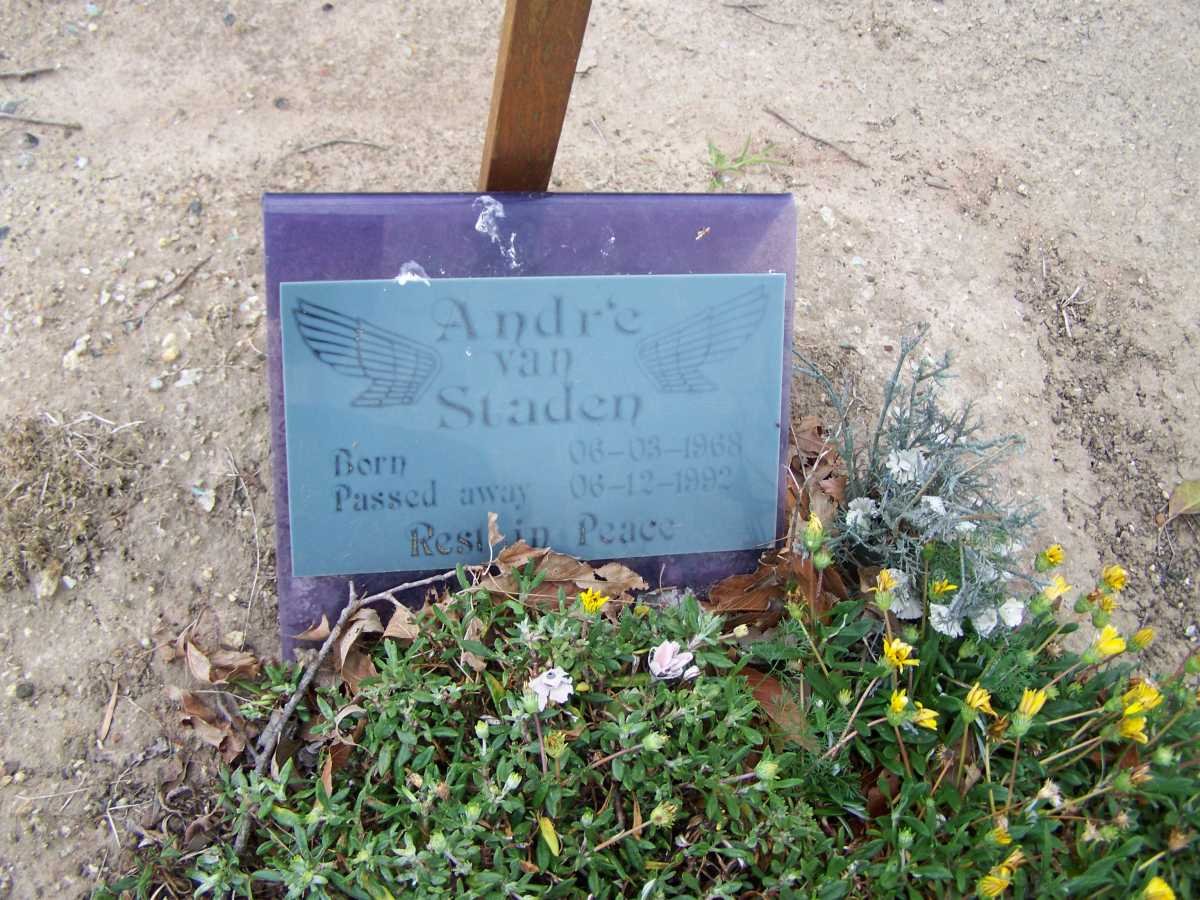 Andr'e
van
Staden
Born 06-03-1968
Passed away 06-12-1992
Rest in Peace